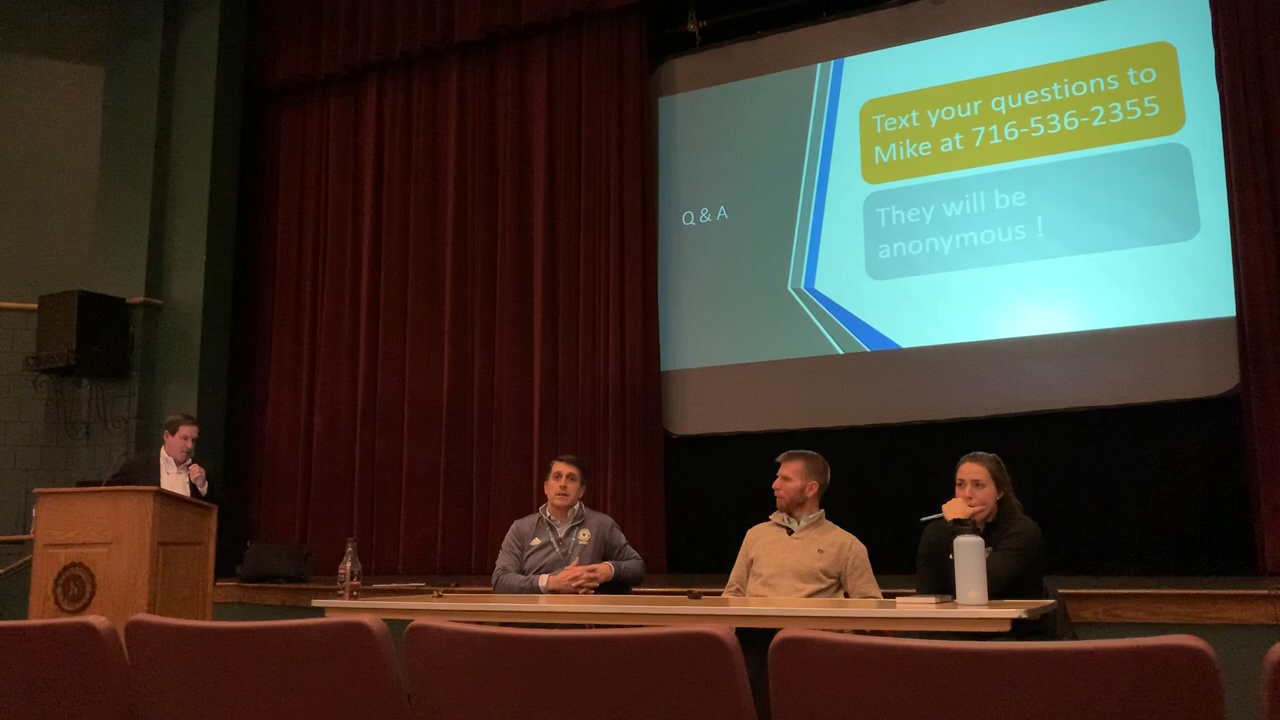 Q & A
Text your questions to
Mike at 716-536-2355
They will be
anonymous !